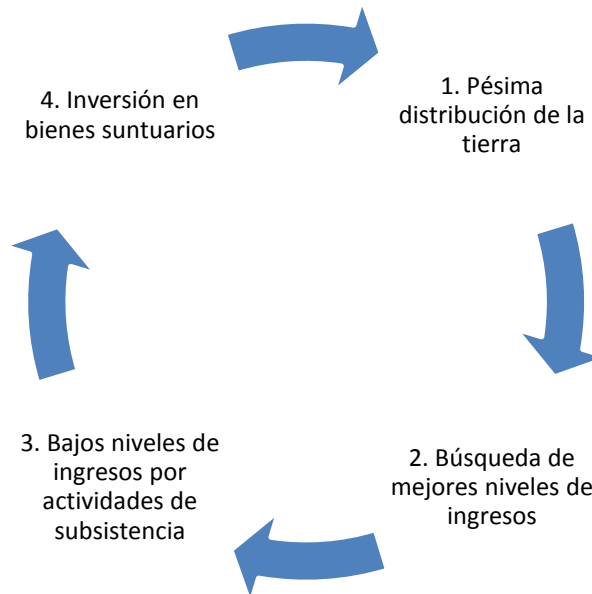 1. Pésima
distribución de la
tierra
2. Búsqueda de
mejores niveles de
ingresos
3. Bajos niveles de
ingresos por
actividades de
subsistencia
4. Inversión en
bienes suntuarios